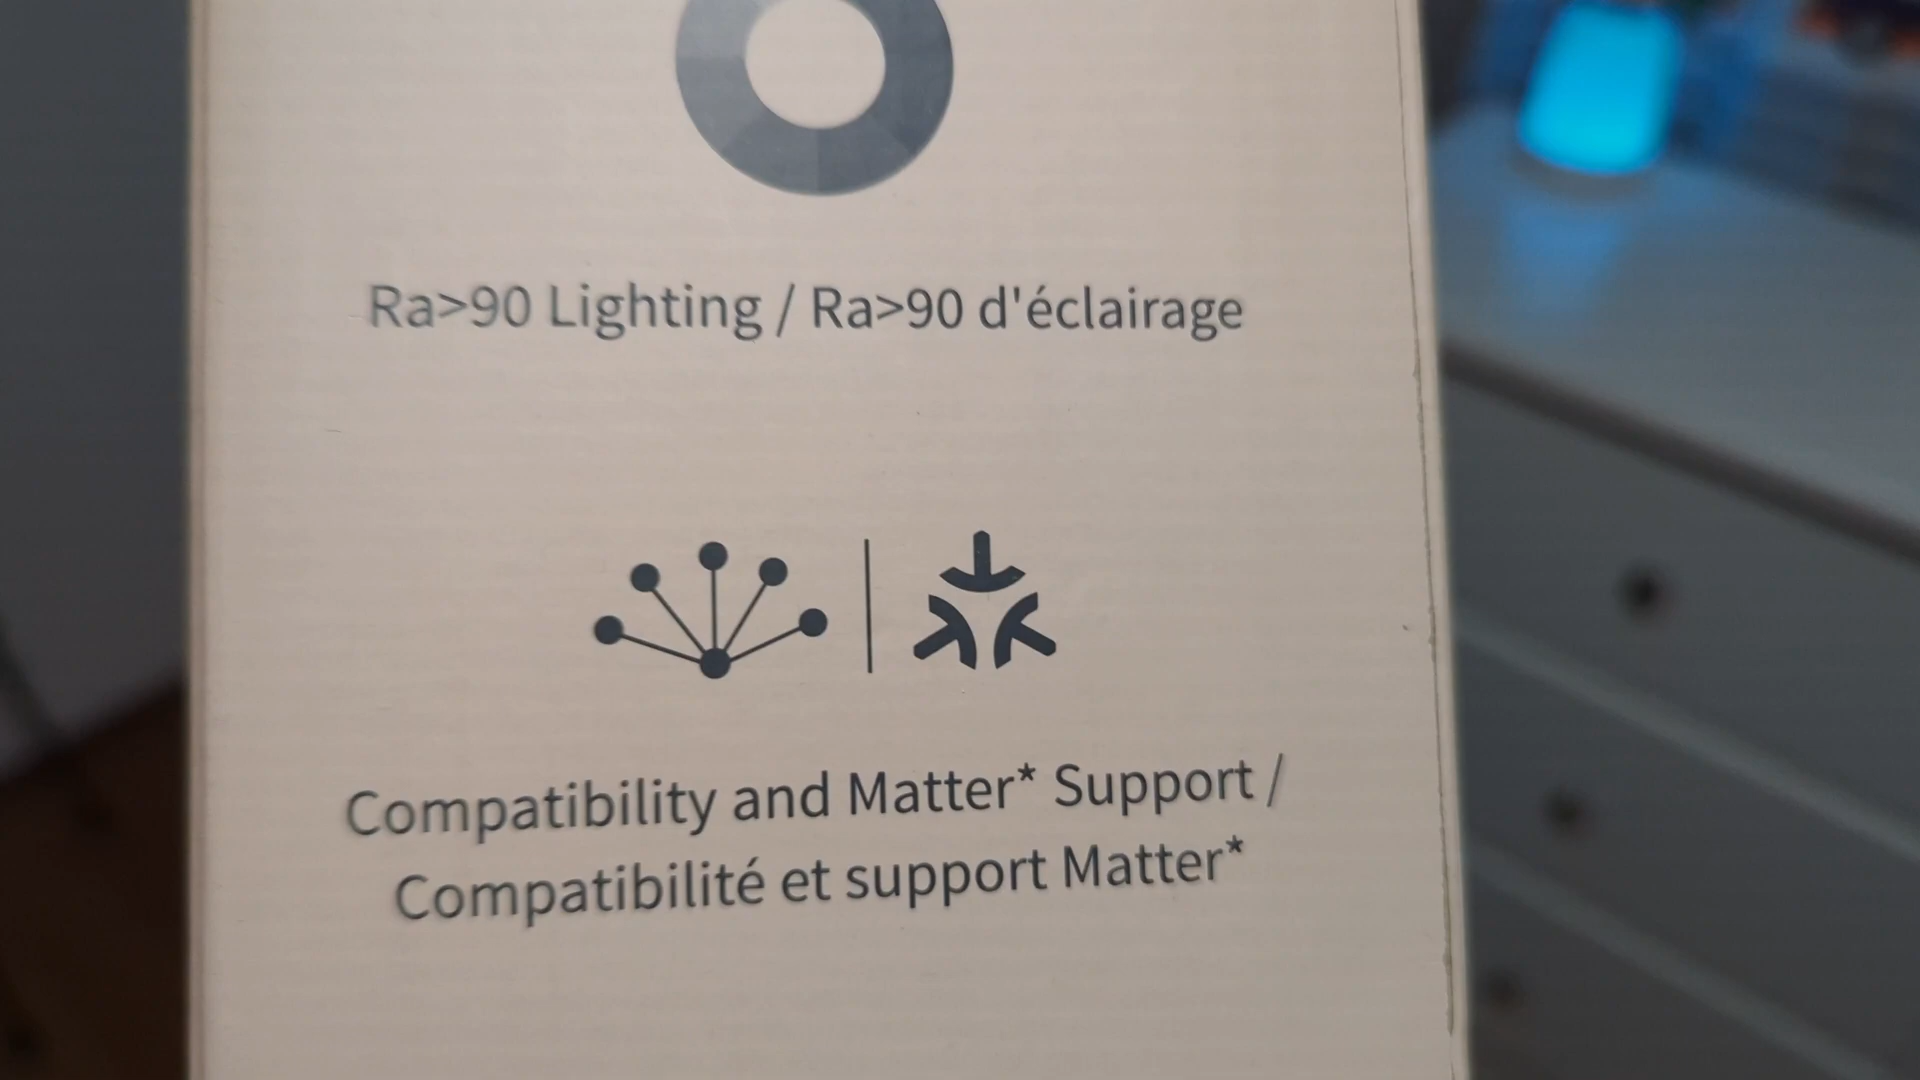 Ra>90 Lighting / Ra>90 d'éclairage
Compatibility and Matter* Support /
Compatibilité et support Matter*